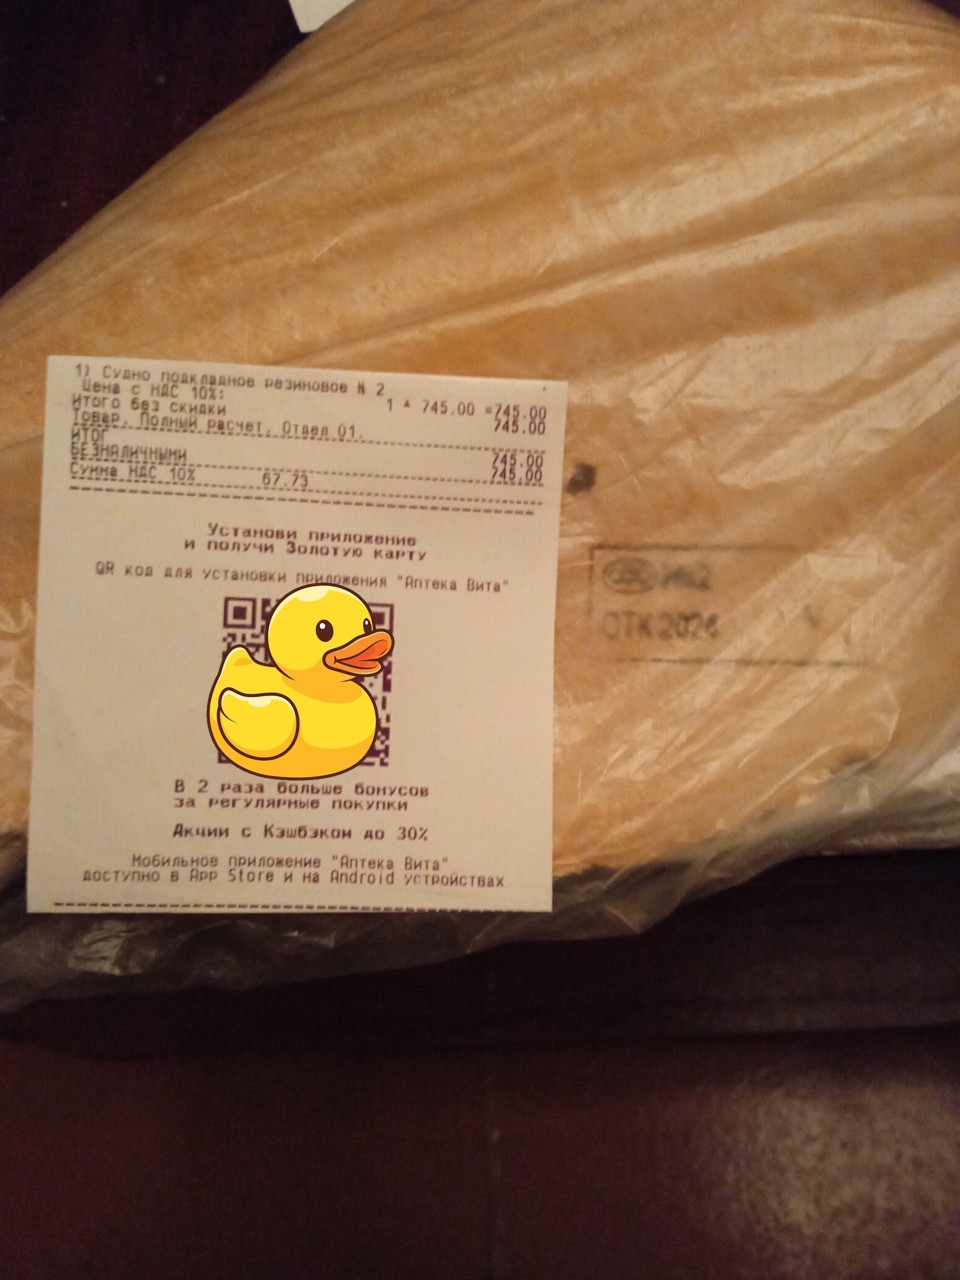 1) Судно подкладное резиновое N 2
Цена с НДС 10%: 1 * 745.00 =745.00
Итого без скидки 745.00
Товар. Полный расчет. Отдел 01.
ИТОГ 745.00
БЕЗНАЛИЧНЫМИ 745.00
Сумма НДС 10% 67.73
Установи приложение
и получи Золотую карту
QR код для установки приложения "Аптека Вита"
В 2 раза больше бонусов
за регулярные покупки
Акции с Кэшбэком до 30%
Мобильное приложение "Аптека Вита"
доступно в App Store и на Android устройствах
№2
ОТК 2024